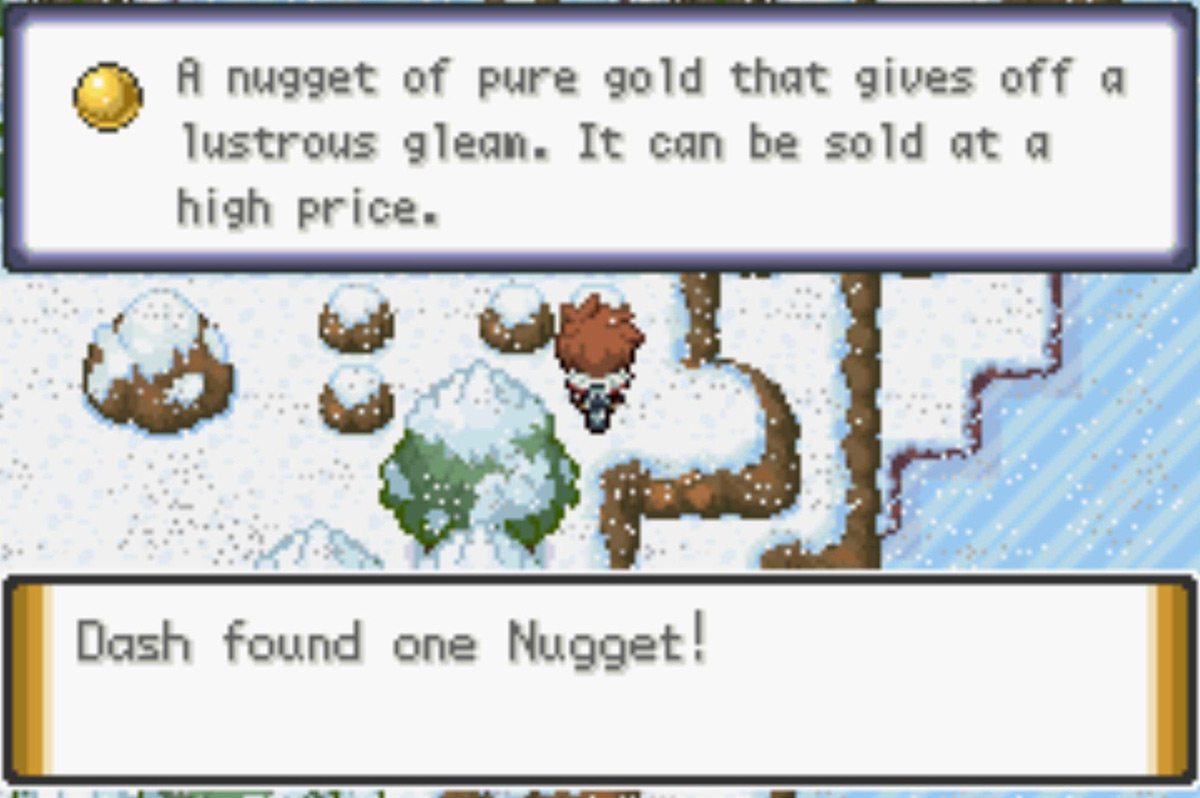 A nugget of pure gold that gives off a
lustrous gleam. It can be sold at a
high price.
Dash found one Nugget!